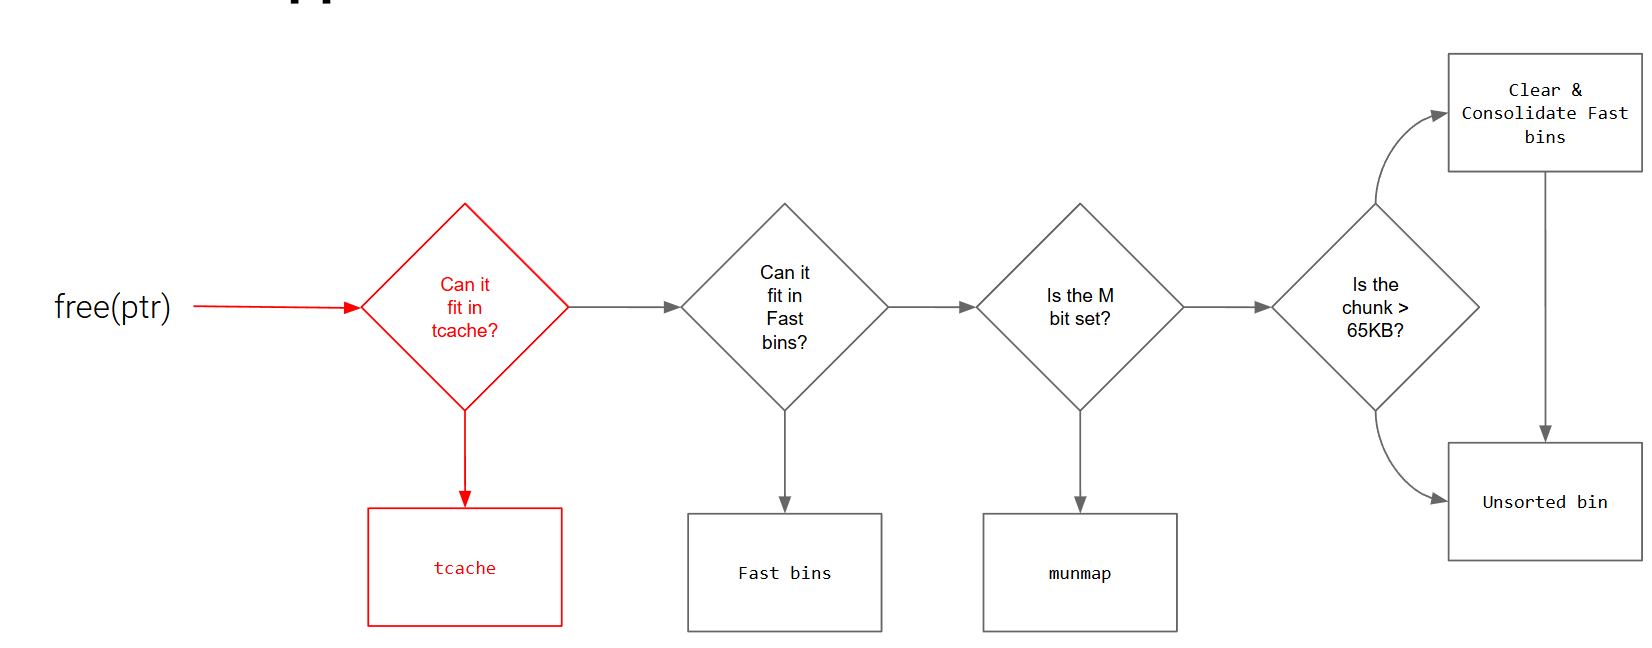 free(ptr)
Can it
fit in
tcache?
tcache
Can it
fit in
Fast
bins?
Fast bins
Is the M
bit set?
munmap
Is the
chunk >
65KB?
Clear &
Consolidate Fast
bins
Unsorted bin